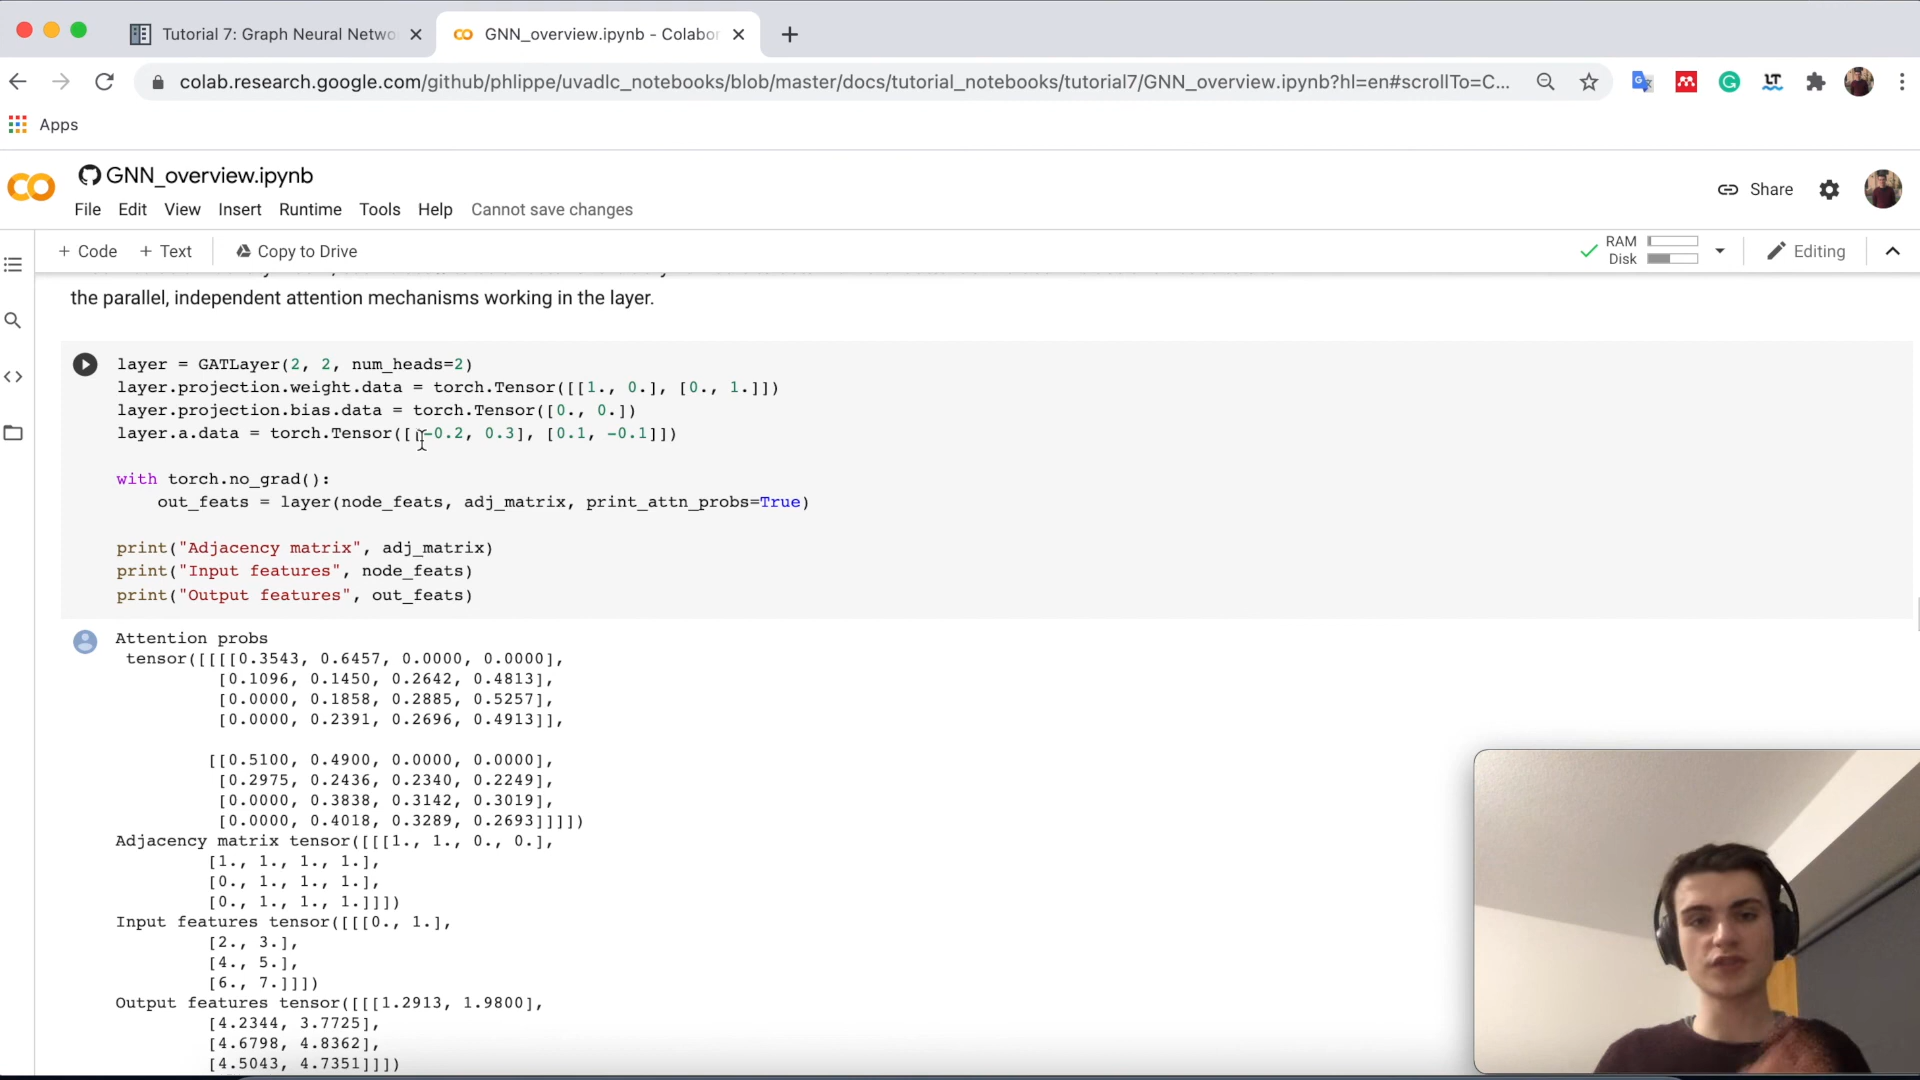 Tutorial 7: Graph Neural Netwo
GNN_overview.ipynb - Colabor
colab.research.google.com/github/phlippe/uvadlc_notebooks/blob/master/docs/tutorial_notebooks/tutorial7/GNN_overview.ipynb?hl=en#scrollTo=C...
Apps
GNN_overview.ipynb
Share
File Edit View Insert Runtime Tools Help Cannot save changes
+ Code + Text Copy to Drive
RAM
Disk
Editing
the parallel, independent attention mechanisms working in the layer.
layer = GATLayer(2, 2, num_heads=2)
layer.projection.weight.data = torch.Tensor([[1., 0.], [0., 1.]])
layer.projection.bias.data = torch.Tensor([0., 0.])
layer.a.data = torch.Tensor([[-0.2, 0.3], [0.1, -0.1]])
with torch.no_grad():
out_feats = layer(node_feats, adj_matrix, print_attn_probs=True)
print("Adjacency matrix", adj_matrix)
print("Input features", node_feats)
print("Output features", out_feats)
Attention probs
tensor([[[[0.3543, 0.6457, 0.0000, 0.0000],
[0.1096, 0.1450, 0.2642, 0.4813],
[0.0000, 0.1858, 0.2885, 0.5257],
[0.0000, 0.2391, 0.2696, 0.4913]],
[[0.5100, 0.4900, 0.0000, 0.0000],
[0.2975, 0.2436, 0.2340, 0.2249],
[0.0000, 0.3838, 0.3142, 0.3019],
[0.0000, 0.4018, 0.3289, 0.2693]]]])
Adjacency matrix tensor([[[1., 1., 0., 0.],
[1., 1., 1., 1.],
[0., 1., 1., 1.],
[0., 1., 1., 1.]]])
Input features tensor([[[0., 1.],
[2., 3.],
[4., 5.],
[6., 7.]]])
Output features tensor([[[1.2913, 1.9800],
[4.2344, 3.7725],
[4.6798, 4.8362],
[4.5043, 4.7351]]])